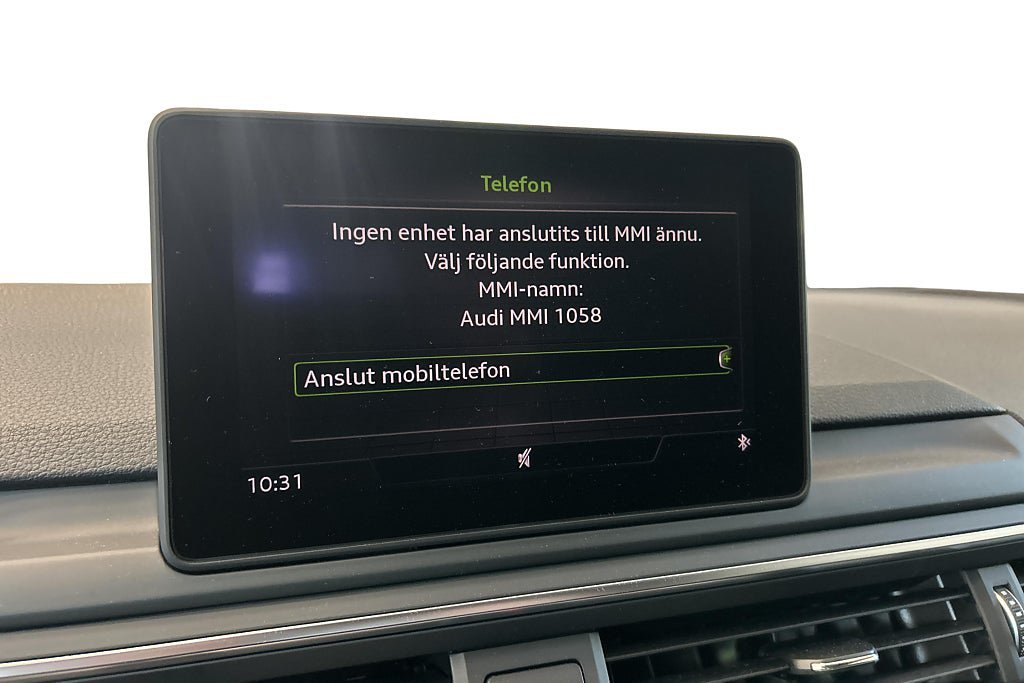 Telefon
Ingen enhet har anslutits till MMI ännu.
Välj följande funktion.
MMI-namn:
Audi MMI 1058
Anslut mobiltelefon
10:31